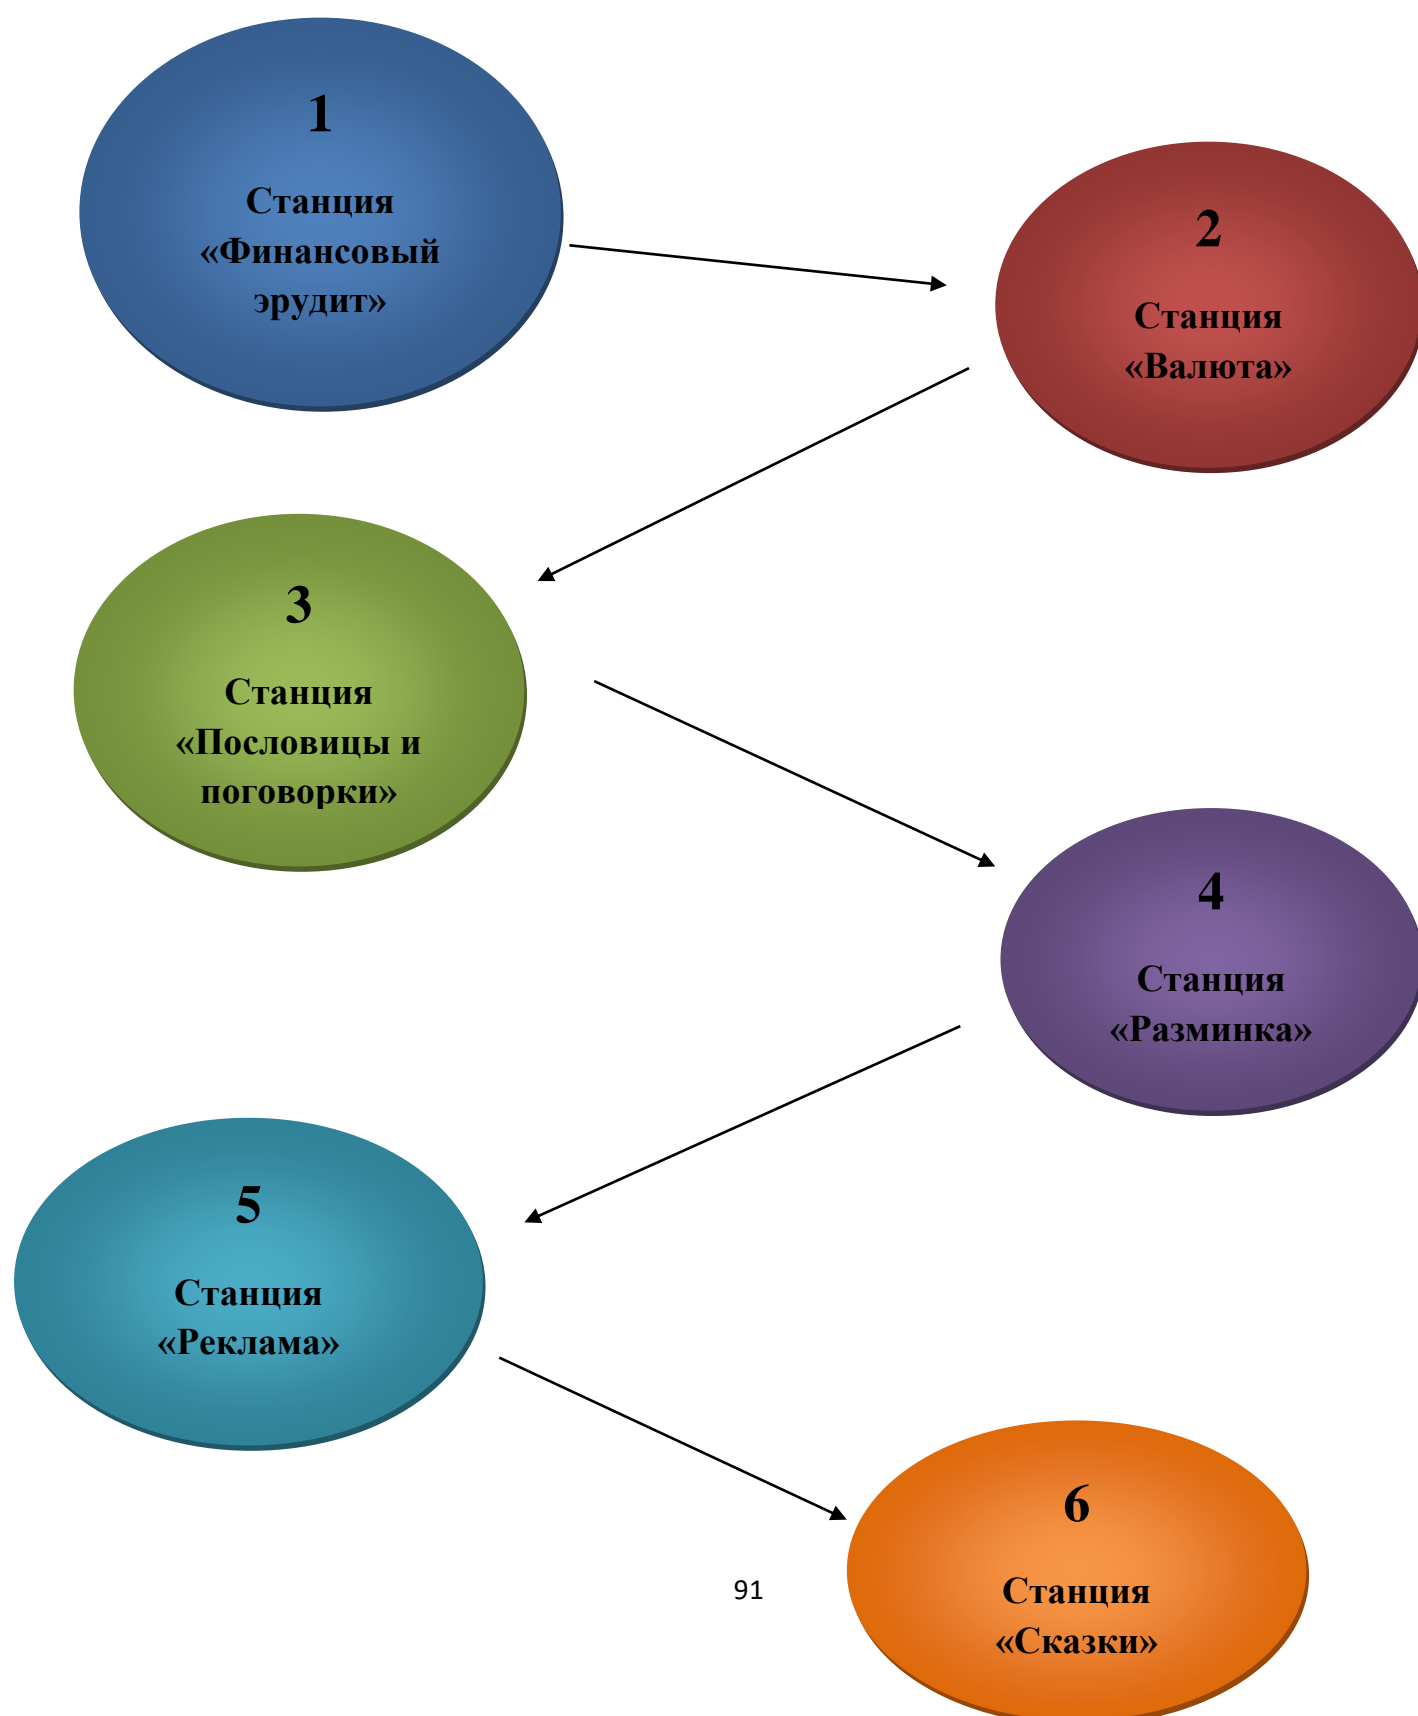 1
Станция
«Финансовый
эрудит»
2
Станция
«Валюта»
3
Станция
«Пословицы и
поговорки»
4
Станция
«Разминка»
5
Станция
«Реклама»
6
Станция
«Сказки»
91